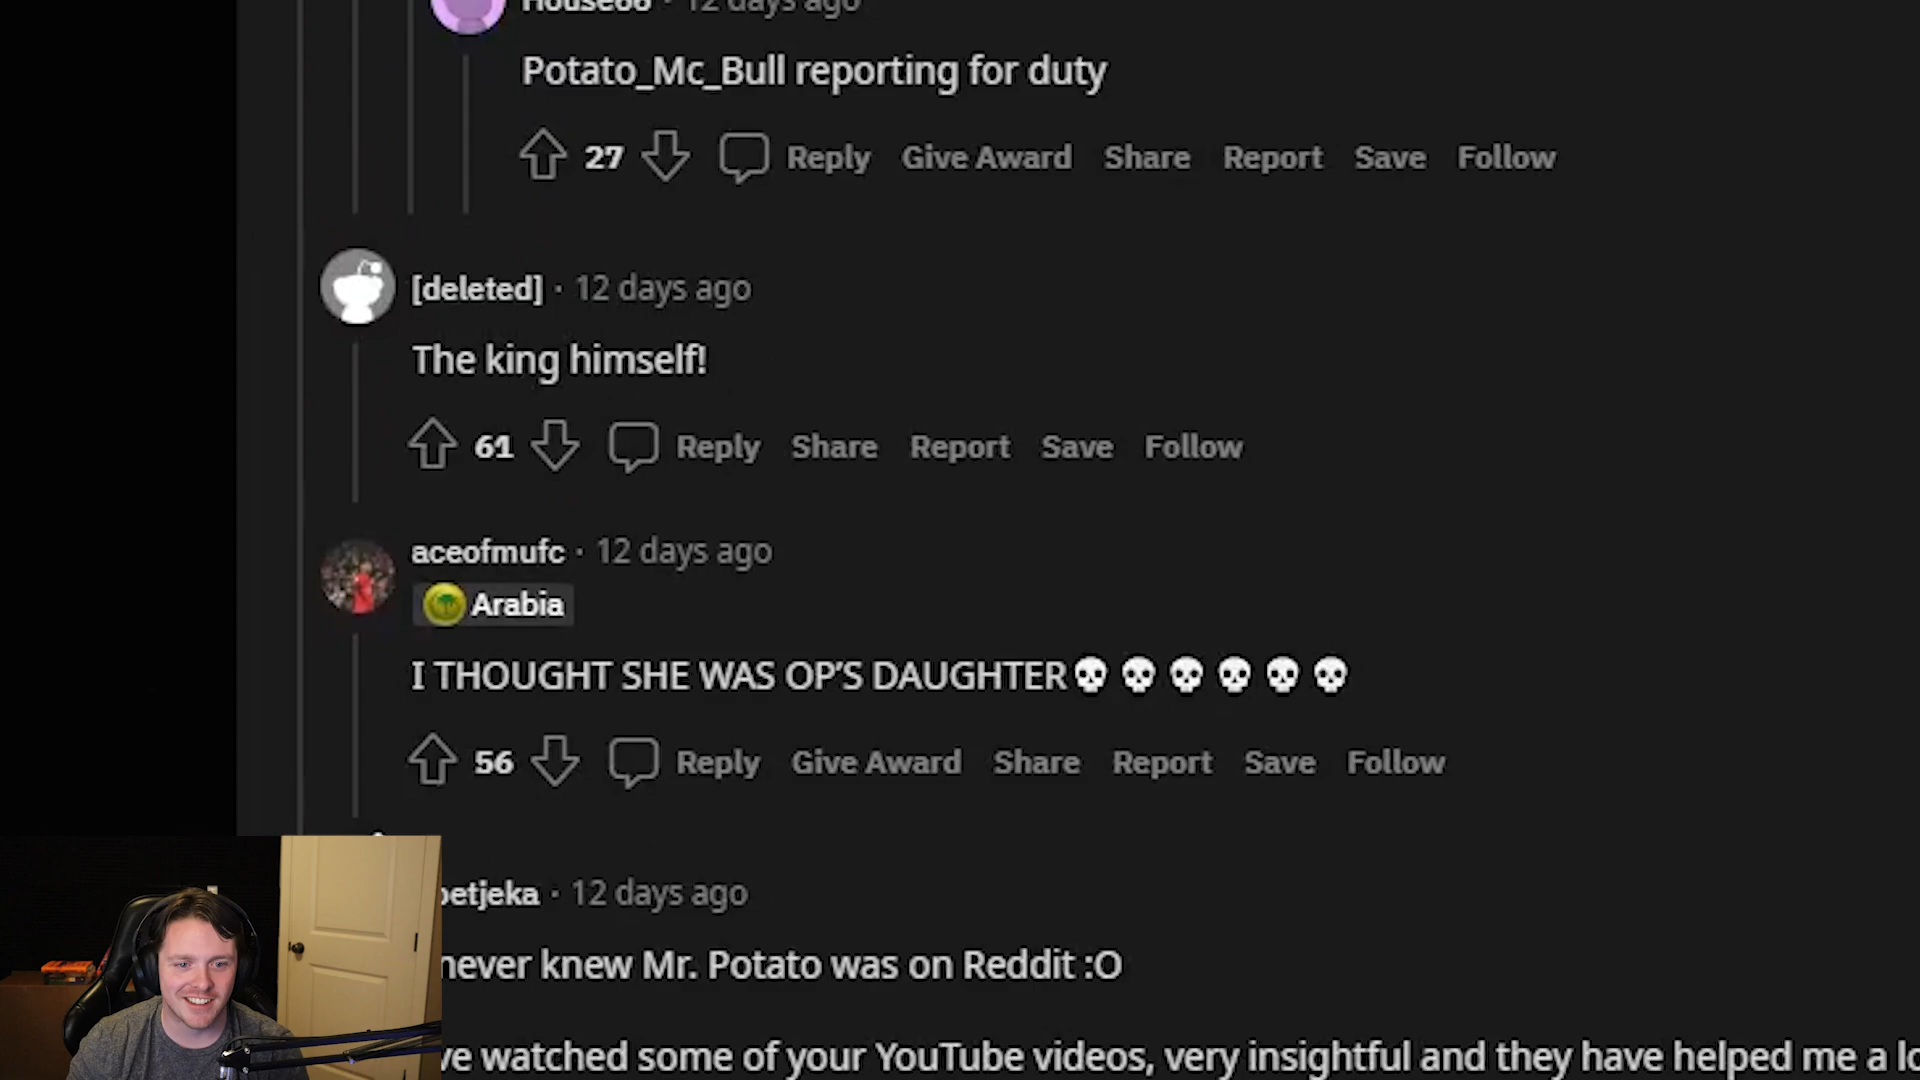 House66 · 12 days ago
Potato_Mc_Bull reporting for duty
27 Reply Give Award Share Report Save Follow
[deleted] · 12 days ago
The king himself!
61 Reply Share Report Save Follow
aceofmufc · 12 days ago
Arabia
I THOUGHT SHE WAS OP'S DAUGHTER💀💀💀💀💀💀
56 Reply Give Award Share Report Save Follow
betjeka · 12 days ago
never knew Mr. Potato was on Reddit :O
ve watched some of your YouTube videos, very insightful and they have helped me a lo